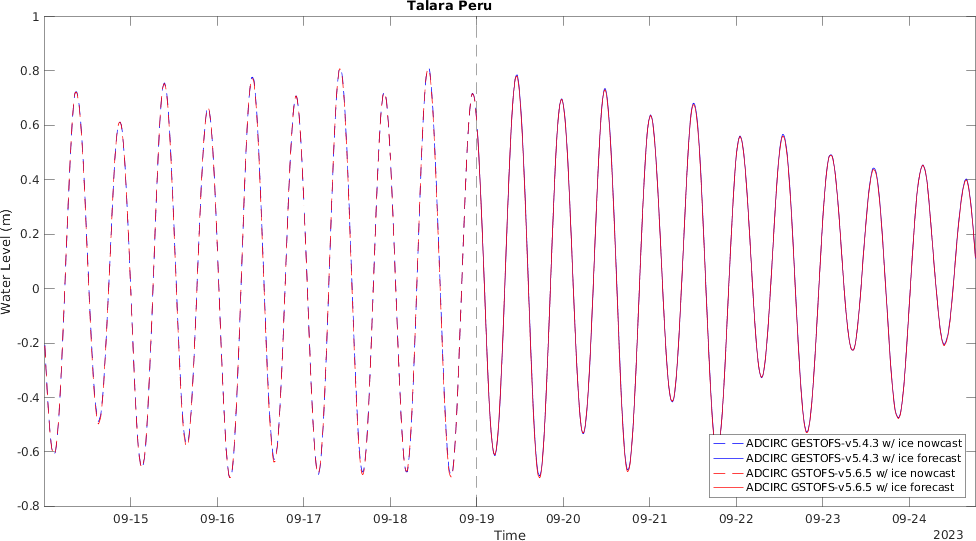 Talara Peru
1
0.8
0.6
0.4
0.2
0
-0.2
-0.4
-0.6
-0.8
Water Level (m)
ADCIRC GESTOFS-v5.4.3 w/ ice nowcast
ADCIRC GESTOFS-v5.4.3 w/ ice forecast
ADCIRC GSTOFS-v5.6.5 w/ ice nowcast
ADCIRC GSTOFS-v5.6.5 w/ ice forecast
09-15 09-16 09-17 09-18 09-19 09-20 09-21 09-22 09-23 09-24
Time
2023